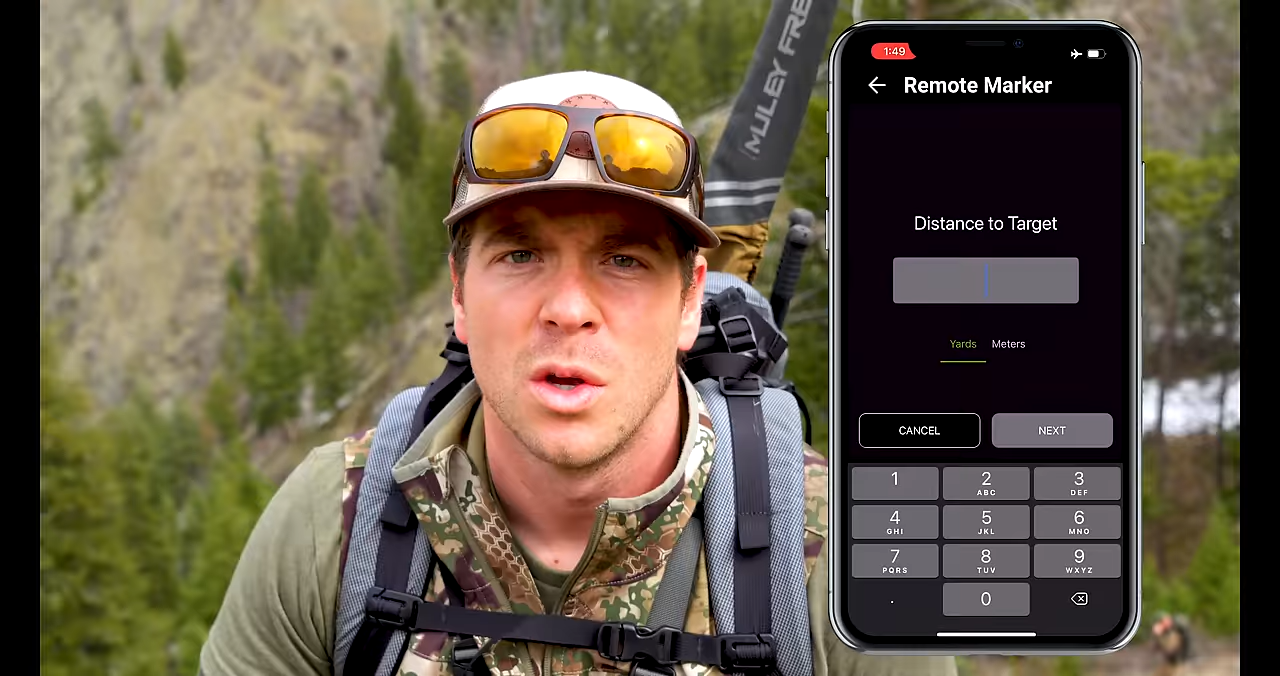 MULEY FRE
1:49
Remote Marker
Distance to Target
Yards Meters
CANCEL NEXT
1 2 3
ABC DEF
4 5 6
GHI JKL MNO
7 8 9
PQRS TUV WXYZ
. 0